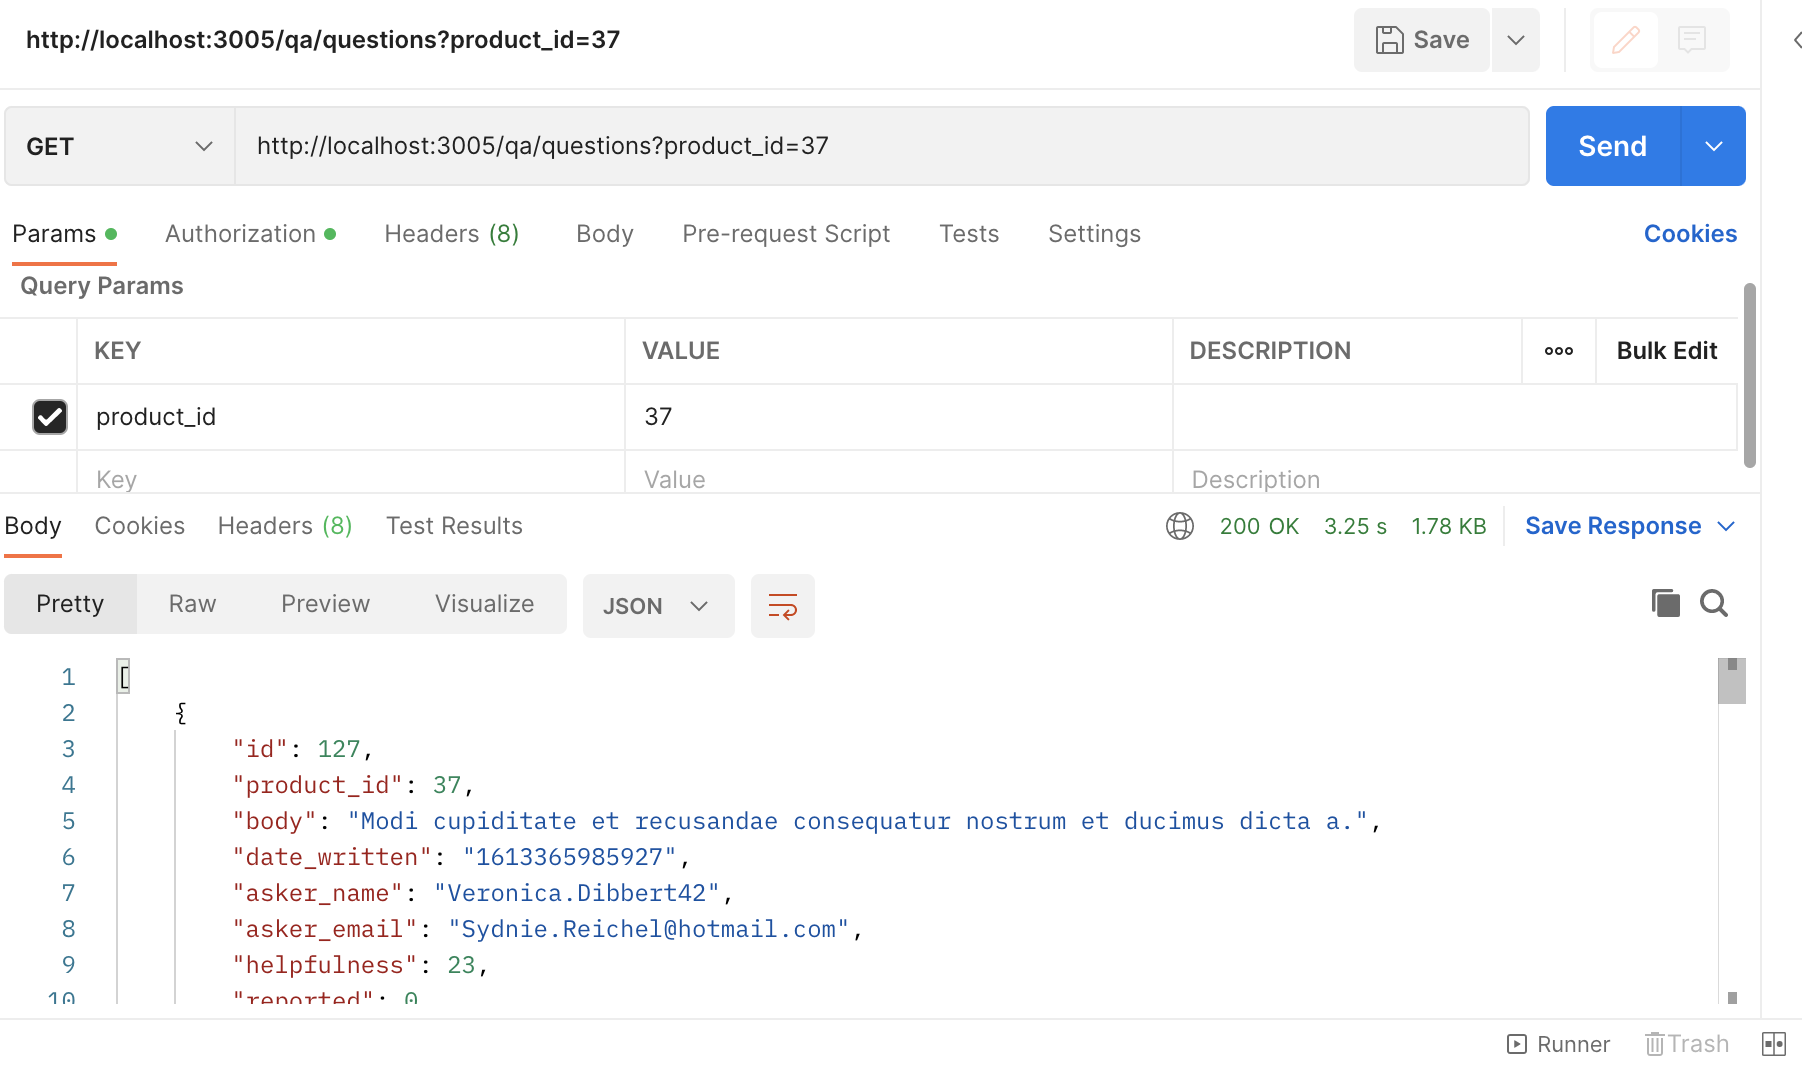 http://localhost:3005/qa/questions?product_id=37
Save
GET http://localhost:3005/qa/questions?product_id=37 Send
Params Authorization Headers (8) Body Pre-request Script Tests Settings Cookies
Query Params
KEY VALUE DESCRIPTION ooo Bulk Edit
product_id 37
Key Value Description
Body Cookies Headers (8) Test Results 200 OK 3.25 s 1.78 KB Save Response
Pretty Raw Preview Visualize JSON
1 [
2 {
3 "id": 127,
4 "product_id": 37,
5 "body": "Modi cupiditate et recusandae consequatur nostrum et ducimus dicta a.",
6 "date_written": "1613365985927",
7 "asker_name": "Veronica.Dibbert42",
8 "asker_email": "Sydnie.Reichel@hotmail.com",
9 "helpfulness": 23,
10 "reported": 0
Runner Trash